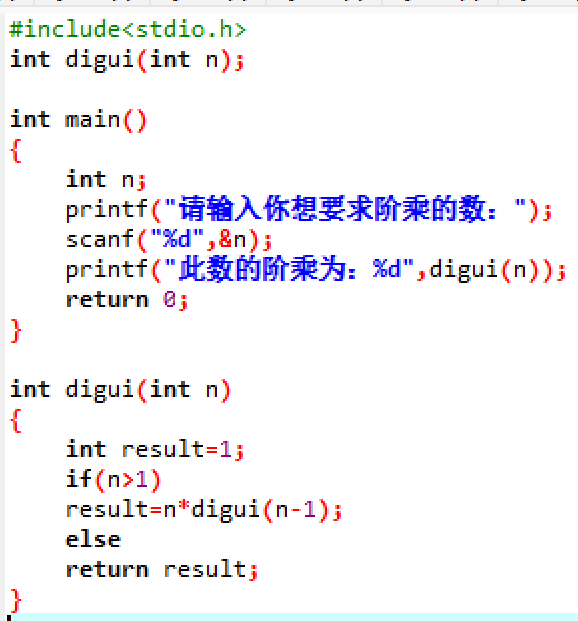 #include<stdio.h>
int digui(int n);
int main()
{
int n;
printf("请输入你想要求阶乘的数：");
scanf("%d",&n);
printf("此数的阶乘为：%d",digui(n));
return 0;
}
int digui(int n)
{
int result=1;
if(n>1)
result=n*digui(n-1);
else
return result;
}